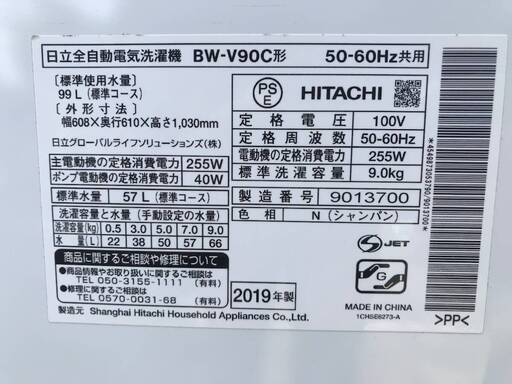 日立全自動電気洗濯機 BW-V90C形 50-60Hz共用
〔標準使用水量〕
99 L（標準コース）
〔外形寸法〕
幅608×奥行610×高さ1,030mm
日立グローバルライフソリューションズ（株）
主電動機の定格消費電力 255W
ポンプ電動機の定格消費電力 40W
標準水量 57 L（標準コース）
洗濯容量と水量（手動設定の水量）
洗濯容量(kg) 0.5 3.0 5.0 7.0 9.0
水量(L) 22 38 50 57 66
商品に関するご相談や修理について
商品情報やお取り扱いに関するご相談
TEL 050-3155-1111（有料）
修理に関するご相談
TEL 0570-0031-68（有料）
2019年製
製造元 Shanghai Hitachi Household Appliances Co.,Ltd.
PS
E
HITACHI
定格電圧 100V
定格周波数 50-60Hz
電動機の定格消費電力 255W
標準洗濯容量 9.0kg
製造番号 9013700
色相 N（シャンパン）
S JET
G
MADE IN CHINA
1CHSE6273-A
*4549873053790/9013700*
>PP<